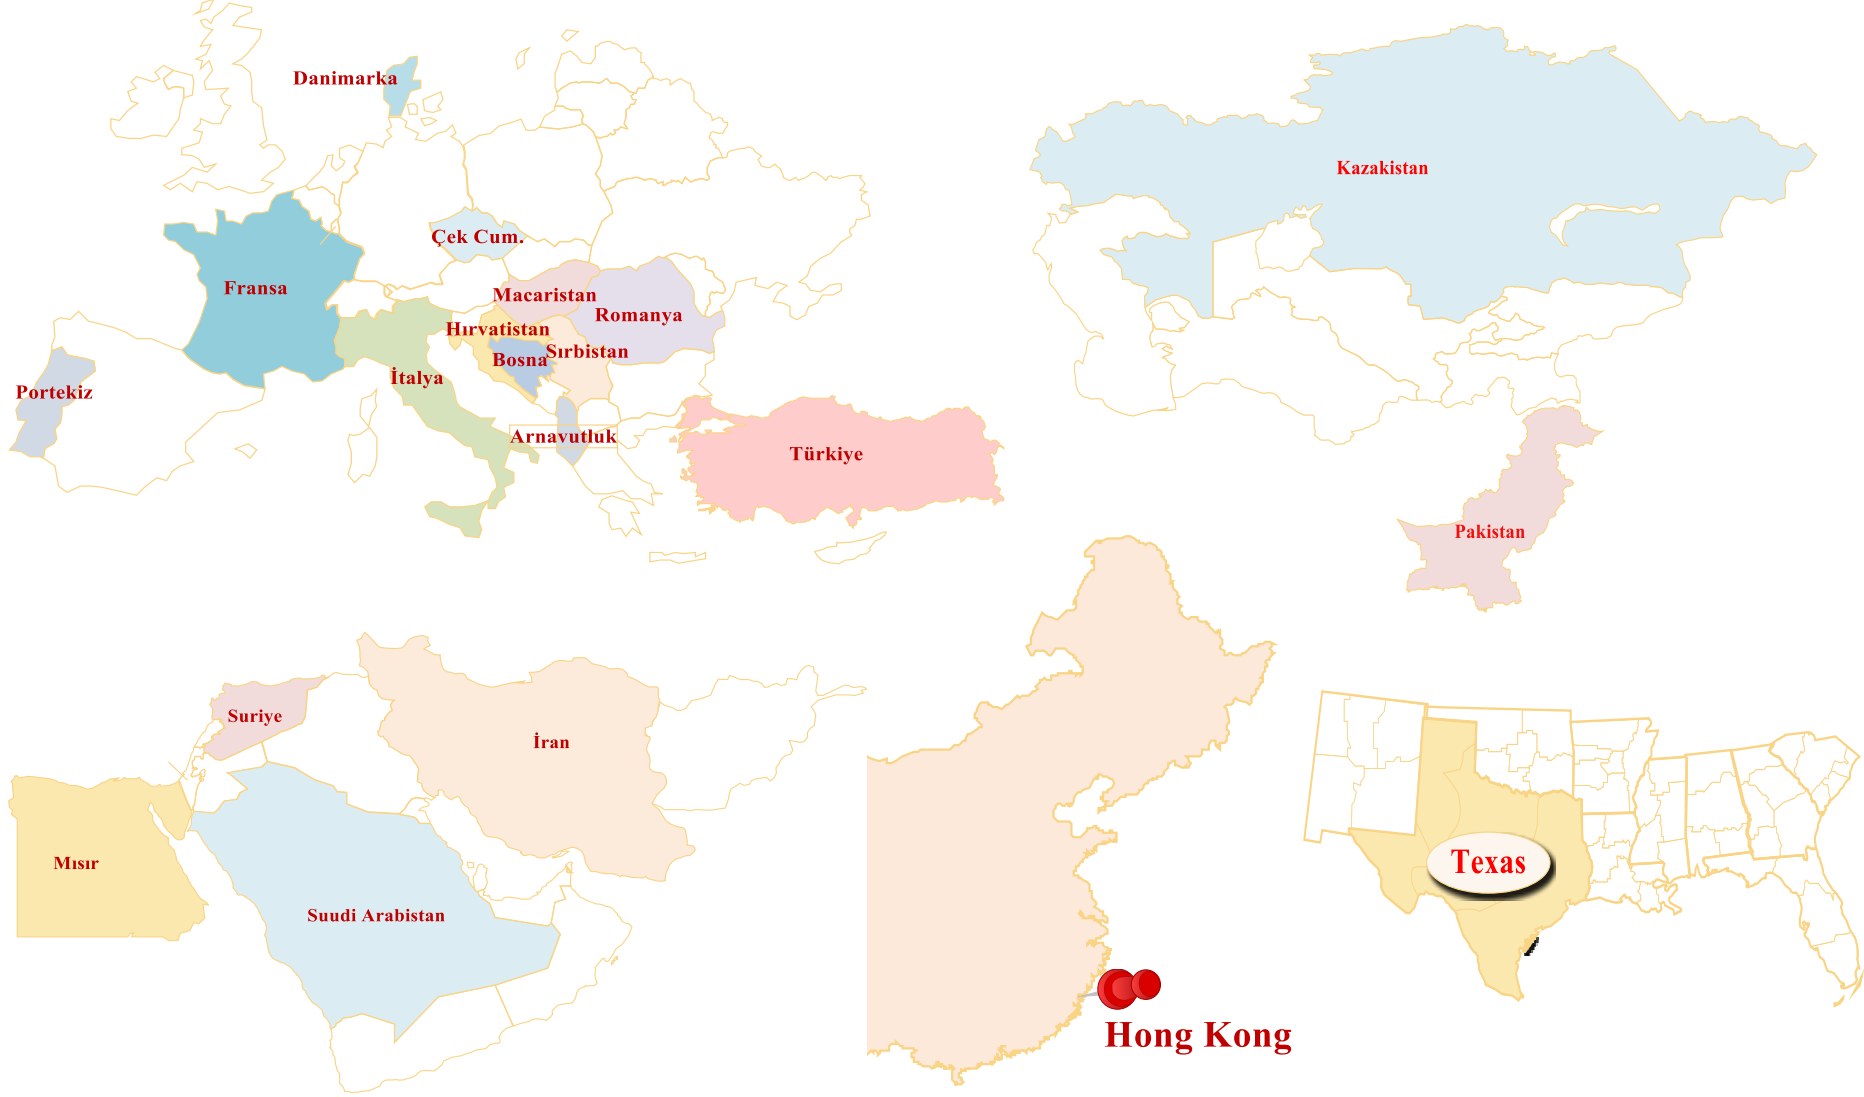 Danimarka
Kazakistan
Çek Cum.
Fransa
Macaristan
Romanya
Hırvatistan
Bosna
Sırbistan
İtalya
Portekiz
Arnavutluk
Türkiye
Pakistan
Suriye
İran
Mısır
Suudi Arabistan
Texas
Hong Kong